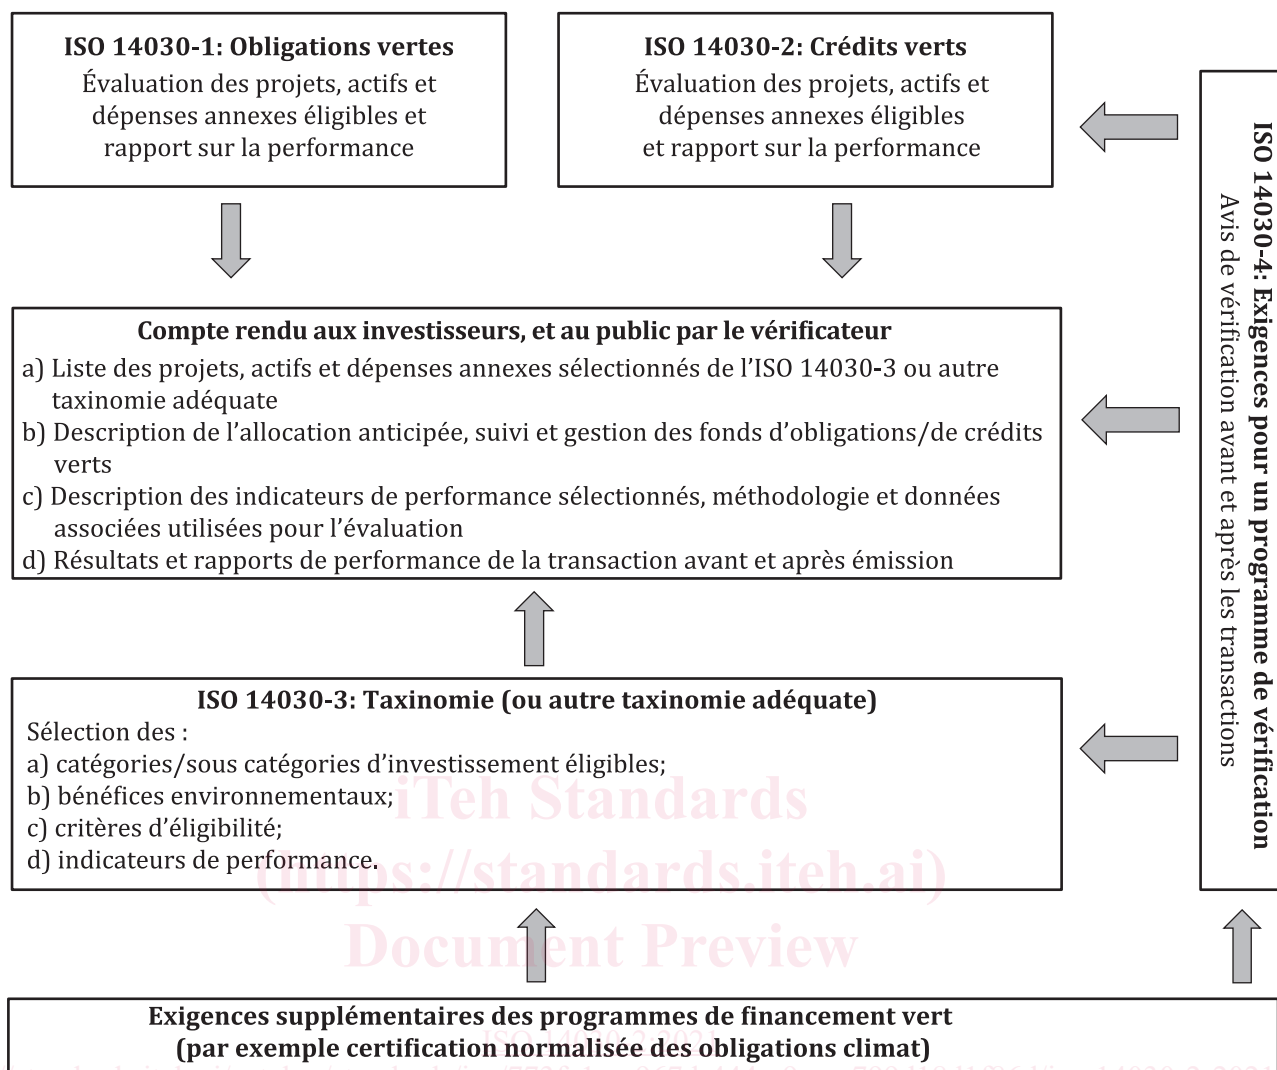 ISO 14030-1: Obligations vertes
Évaluation des projets, actifs et
dépenses annexes éligibles et
rapport sur la performance
ISO 14030-2: Crédits verts
Évaluation des projets, actifs et
dépenses annexes éligibles
et rapport sur la performance
ISO 14030-4: Exigences pour un programme de vérification
Avis de vérification avant et après les transactions
Compte rendu aux investisseurs, et au public par le vérificateur
a) Liste des projets, actifs et dépenses annexes sélectionnés de l’ISO 14030-3 ou autre
taxinomie adéquate
b) Description de l’allocation anticipée, suivi et gestion des fonds d’obligations/de crédits
verts
c) Description des indicateurs de performance sélectionnés, méthodologie et données
associées utilisées pour l’évaluation
d) Résultats et rapports de performance de la transaction avant et après émission
ISO 14030-3: Taxinomie (ou autre taxinomie adéquate)
Sélection des :
a) catégories/sous catégories d’investissement éligibles;
b) bénéfices environnementaux;
c) critères d’éligibilité;
d) indicateurs de performance.
iTeh Standards
(https://standards.iteh.ai)
Document Preview
Exigences supplémentaires des programmes de financement vert
(par exemple certification normalisée des obligations climat)
ISO 14030-2:2021